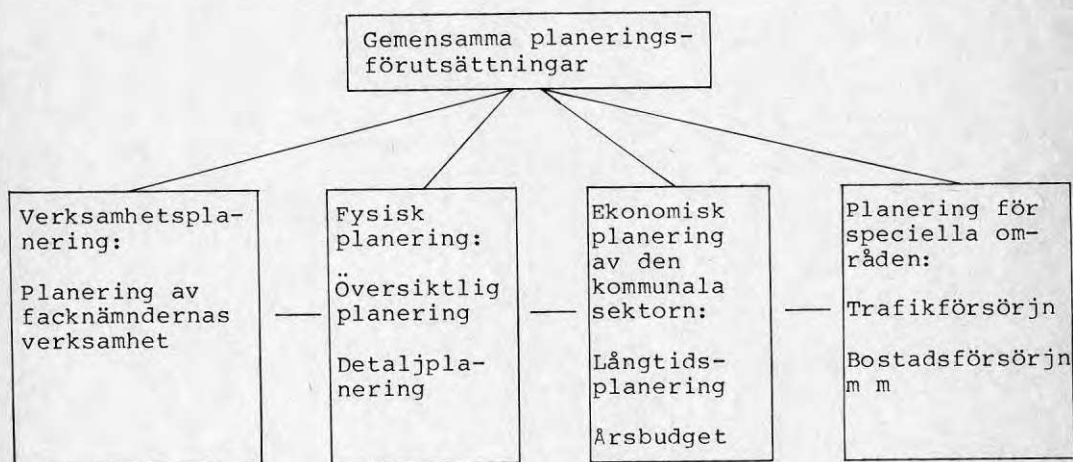 Gemensamma planerings-
förutsättningar
Verksamhetspla-
nering:
Planering av
facknämndernas
verksamhet
Fysisk
planering:
Översiktlig
planering
Detaljpla-
nering
Ekonomisk
planering
av den
kommunala
sektorn:
Långtids-
planering
Årsbudget
Planering för
speciella om-
råden:
Trafikförsörjn
Bostadsförsörjn
m m